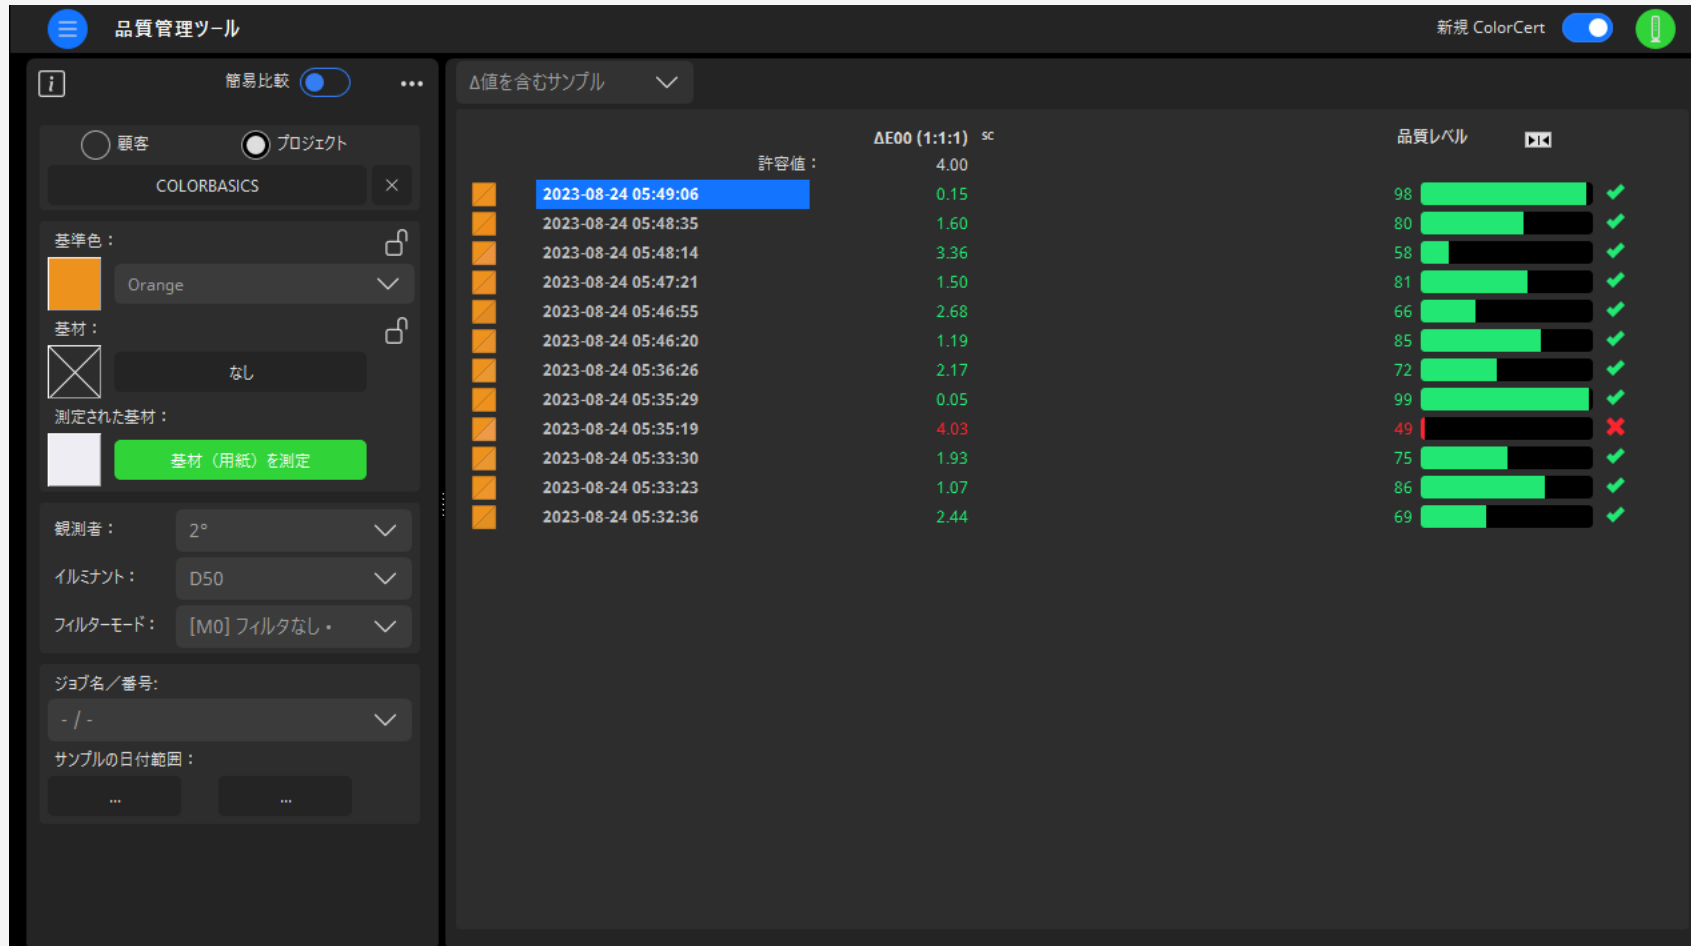 品質管理ツール
新規 ColorCert
i
簡易比較
...
顧客
プロジェクト
COLORBASICS
×
基準色：
Orange
基材：
なし
測定された基材：
基材（用紙）を測定
観測者：
2°
イルミナント：
D50
フィルターモード：
[M0] フィルタなし •
ジョブ名／番号:
- / -
サンプルの日付範囲：
...
...
Δ値を含むサンプル
ΔE00 (1:1:1) SC 品質レベル
許容値： 4.00
2023-08-24 05:49:06 0.15 98
2023-08-24 05:48:35 1.60 80
2023-08-24 05:48:14 3.36 58
2023-08-24 05:47:21 1.50 81
2023-08-24 05:46:55 2.68 66
2023-08-24 05:46:20 1.19 85
2023-08-24 05:36:26 2.17 72
2023-08-24 05:35:29 0.05 99
2023-08-24 05:35:19 4.03 49
2023-08-24 05:33:30 1.93 75
2023-08-24 05:33:23 1.07 86
2023-08-24 05:32:36 2.44 69